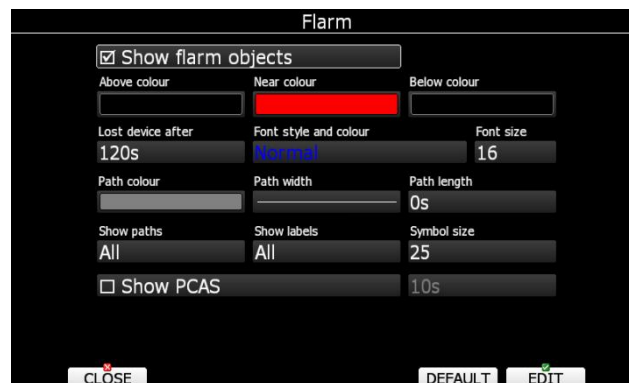 Flarm
☑ Show flarm objects
Above colour Near colour Below colour
Lost device after Font style and colour Font size
120s Normal 16
Path colour Path width Path length
0s
Show paths Show labels Symbol size
All All 25
☐ Show PCAS 10s
CLOSE DEFAULT EDIT